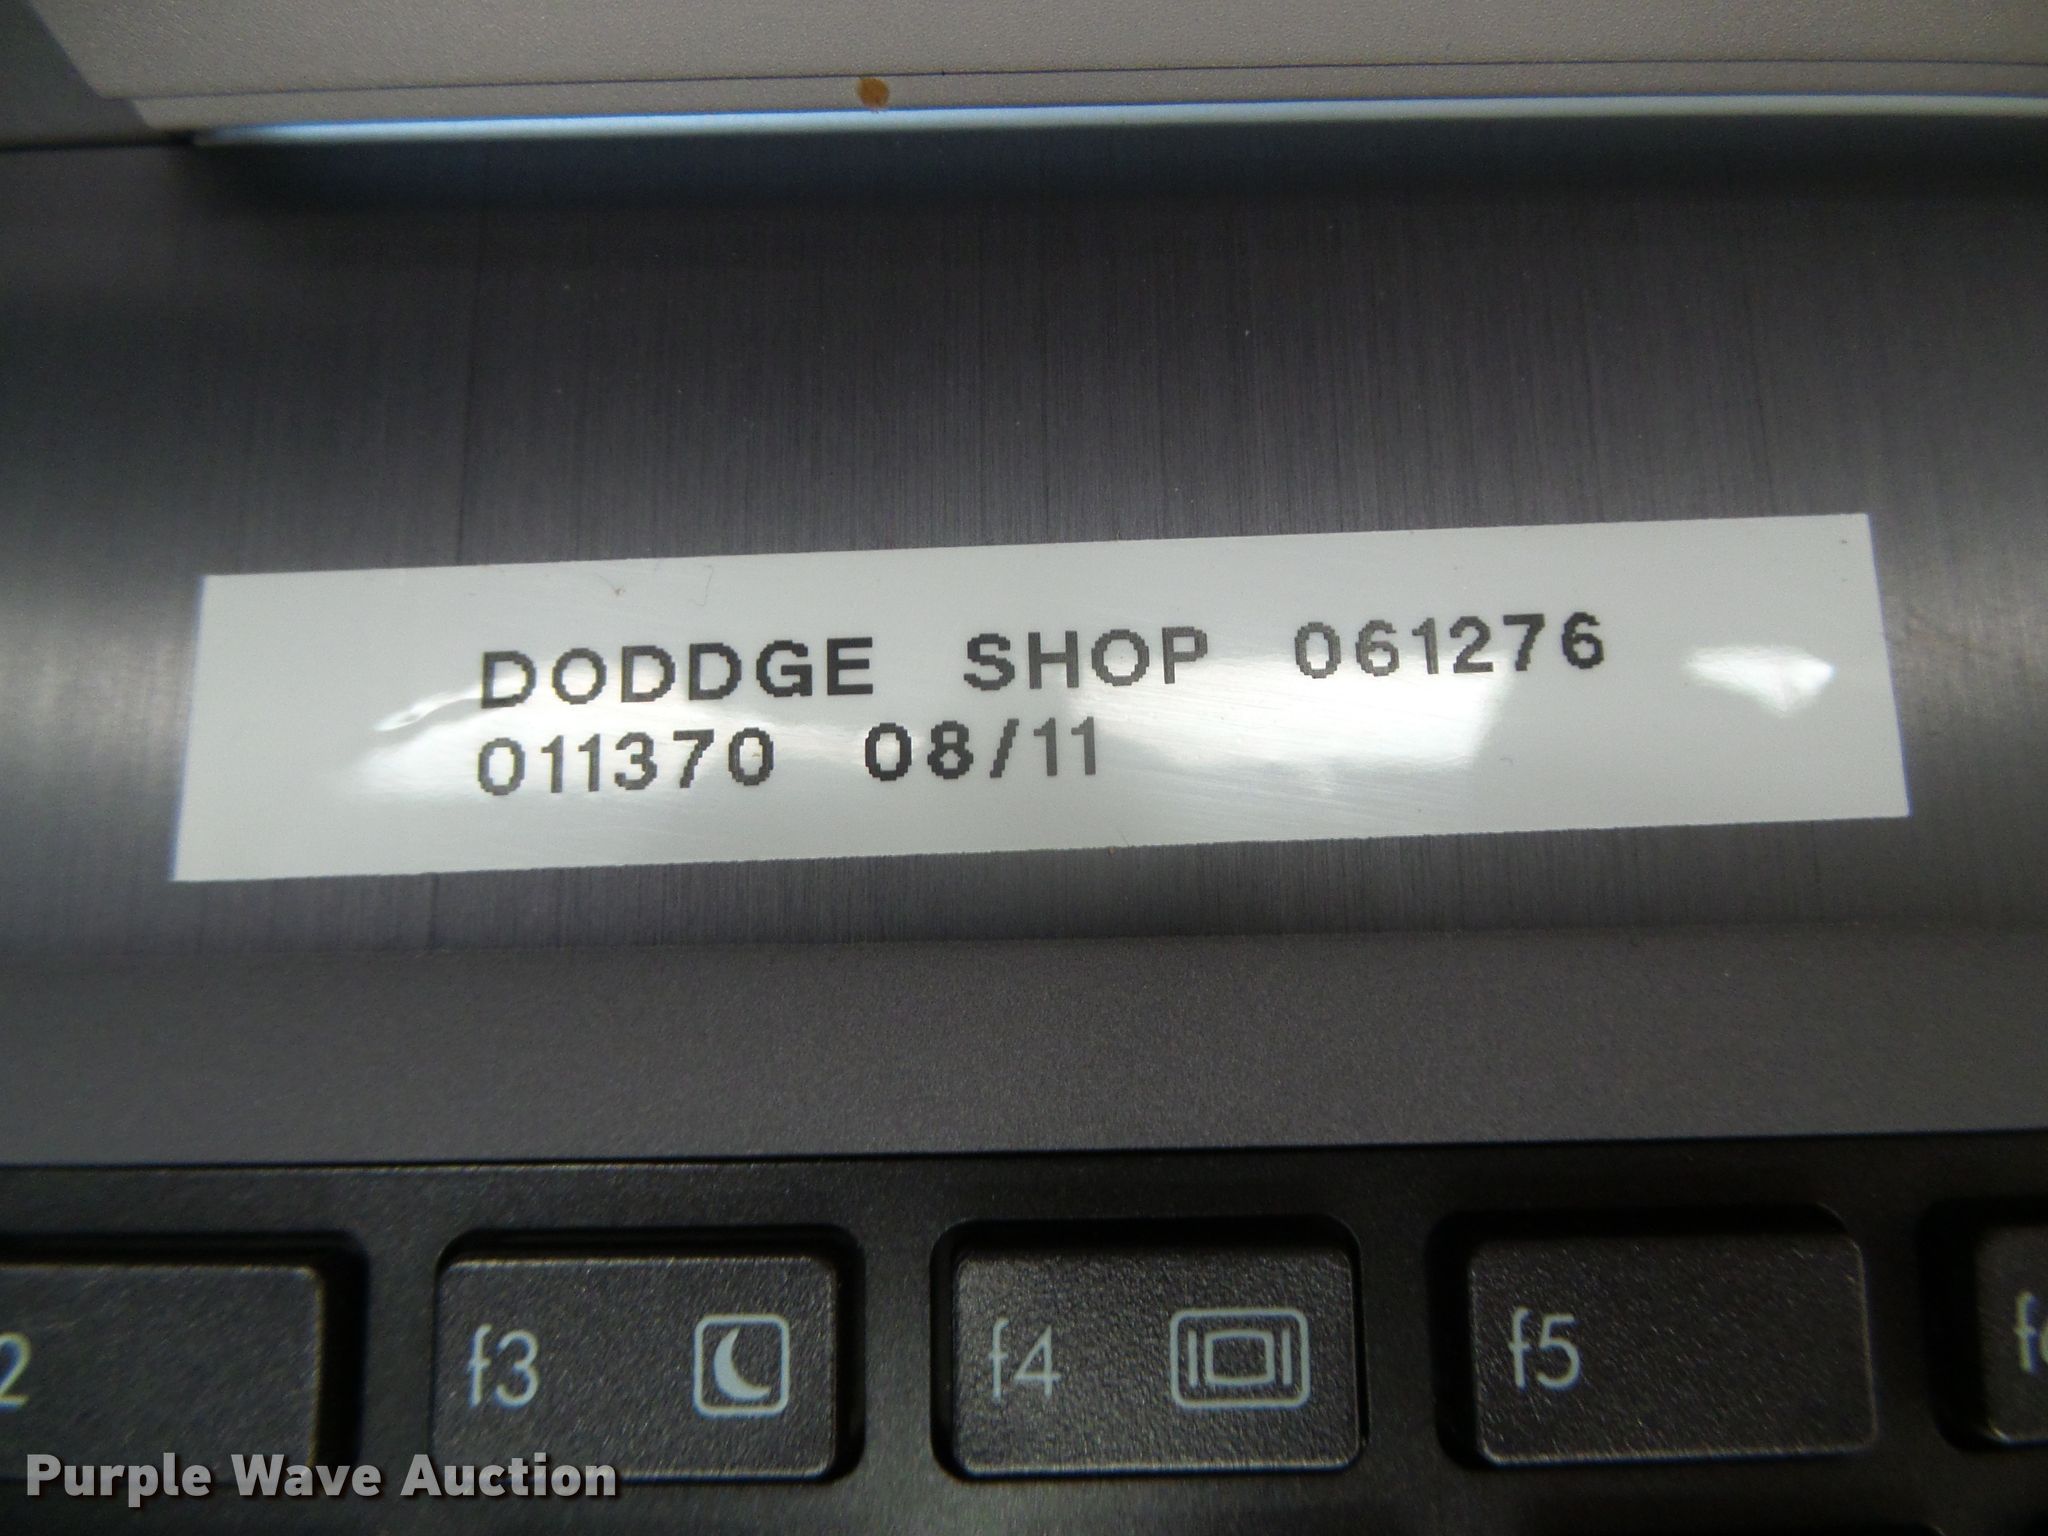 DODDGE SHOP 061276
011370 08/11
f3
f4
f5
Purple Wave Auction